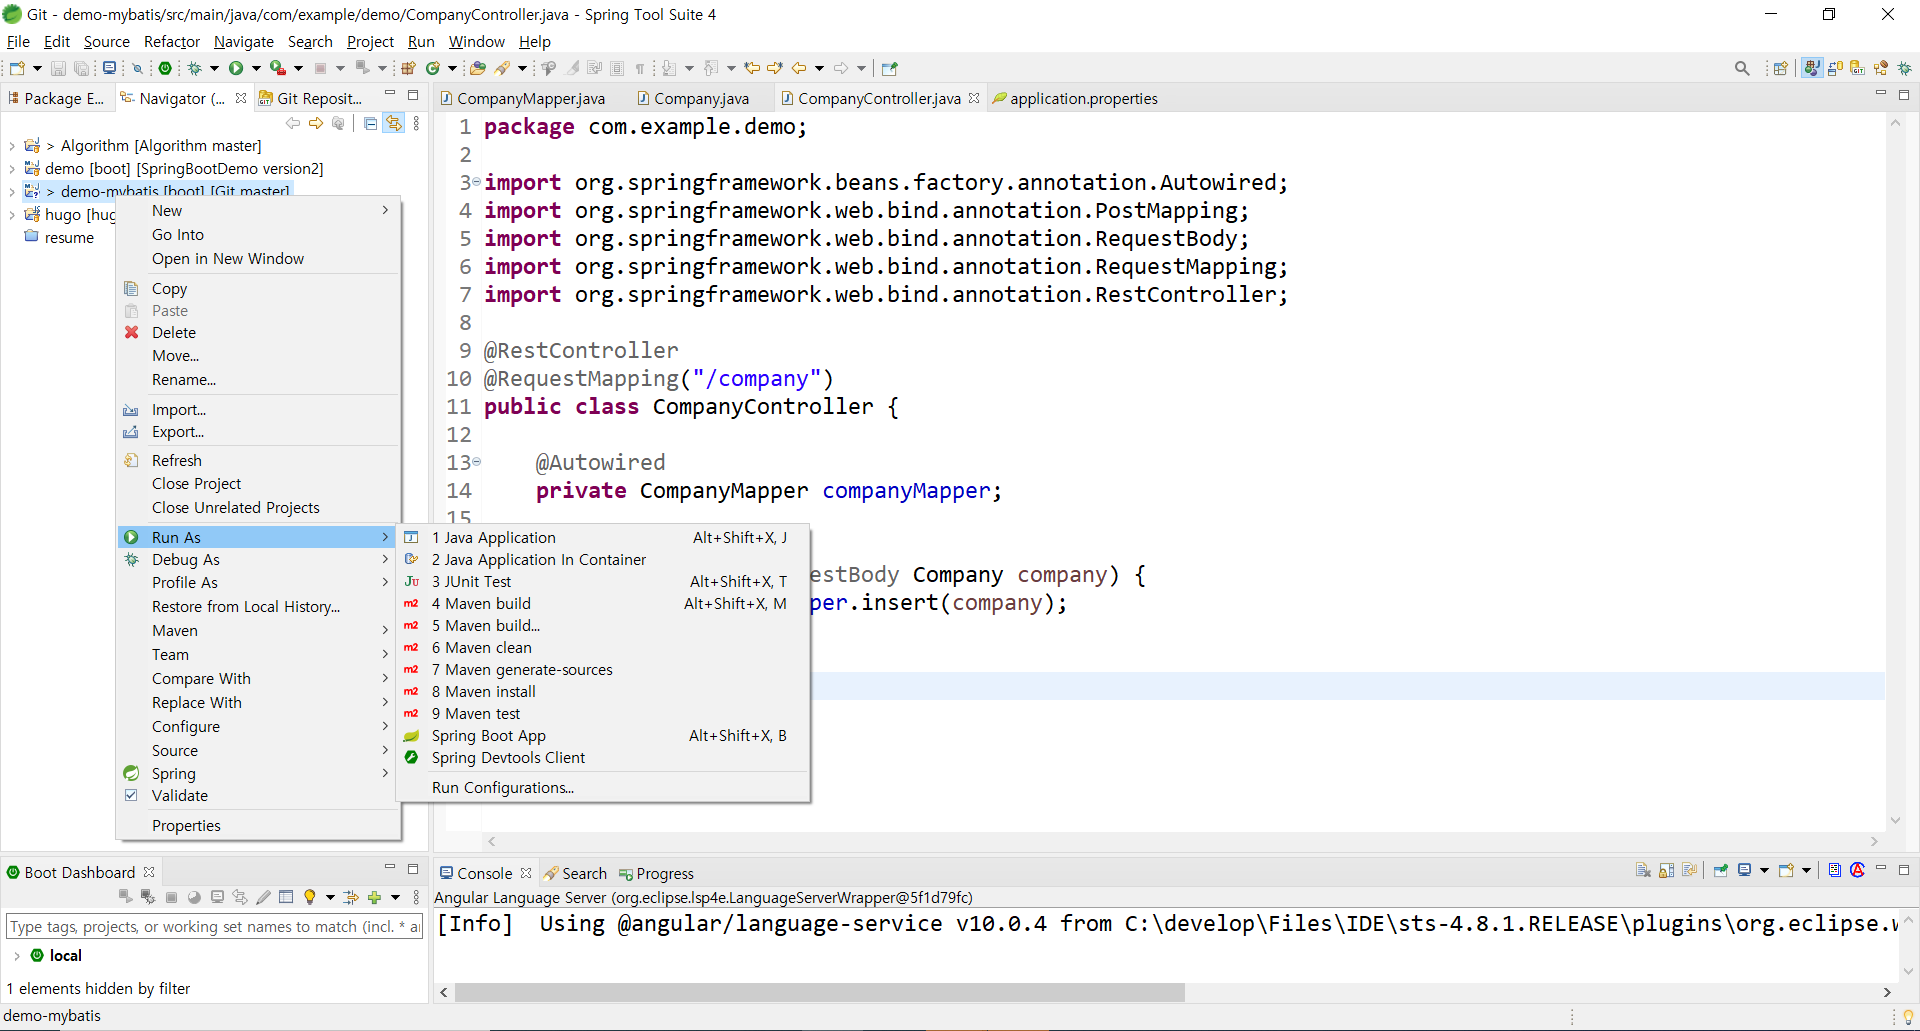 Git - demo-mybatis/src/main/java/com/example/demo/CompanyController.java - Spring Tool Suite 4
File Edit Source Refactor Navigate Search Project Run Window Help
Package E... Navigator (... Git Reposit...
> Algorithm [Algorithm master]
demo [boot] [SpringBootDemo version2]
> demo-mybatis [boot] [Git master]
hugo [hug
resume
New
Go Into
Open in New Window
Copy
Paste
Delete
Move...
Rename...
Import...
Export...
Refresh
Close Project
Close Unrelated Projects
Run As
Debug As
Profile As
Restore from Local History...
Maven
Team
Compare With
Replace With
Configure
Source
Spring
Validate
Properties
1 Java Application Alt+Shift+X, J
2 Java Application In Container
3 JUnit Test Alt+Shift+X, T
4 Maven build Alt+Shift+X, M
5 Maven build...
6 Maven clean
7 Maven generate-sources
8 Maven install
9 Maven test
Spring Boot App Alt+Shift+X, B
Spring Devtools Client
Run Configurations...
CompanyMapper.java Company.java CompanyController.java application.properties
1 package com.example.demo;
2
3 import org.springframework.beans.factory.annotation.Autowired;
4 import org.springframework.web.bind.annotation.PostMapping;
5 import org.springframework.web.bind.annotation.RequestBody;
6 import org.springframework.web.bind.annotation.RequestMapping;
7 import org.springframework.web.bind.annotation.RestController;
8
9 @RestController
10 @RequestMapping("/company")
11 public class CompanyController {
12
13 @Autowired
14 private CompanyMapper companyMapper;
15
estBody Company company) {
per.insert(company);
Boot Dashboard
Type tags, projects, or working set names to match (incl. * a
local
1 elements hidden by filter
Console Search Progress
Angular Language Server (org.eclipse.lsp4e.LanguageServerWrapper@5f1d79fc)
[Info] Using @angular/language-service v10.0.4 from C:\develop\Files\IDE\sts-4.8.1.RELEASE\plugins\org.eclipse.w
demo-mybatis